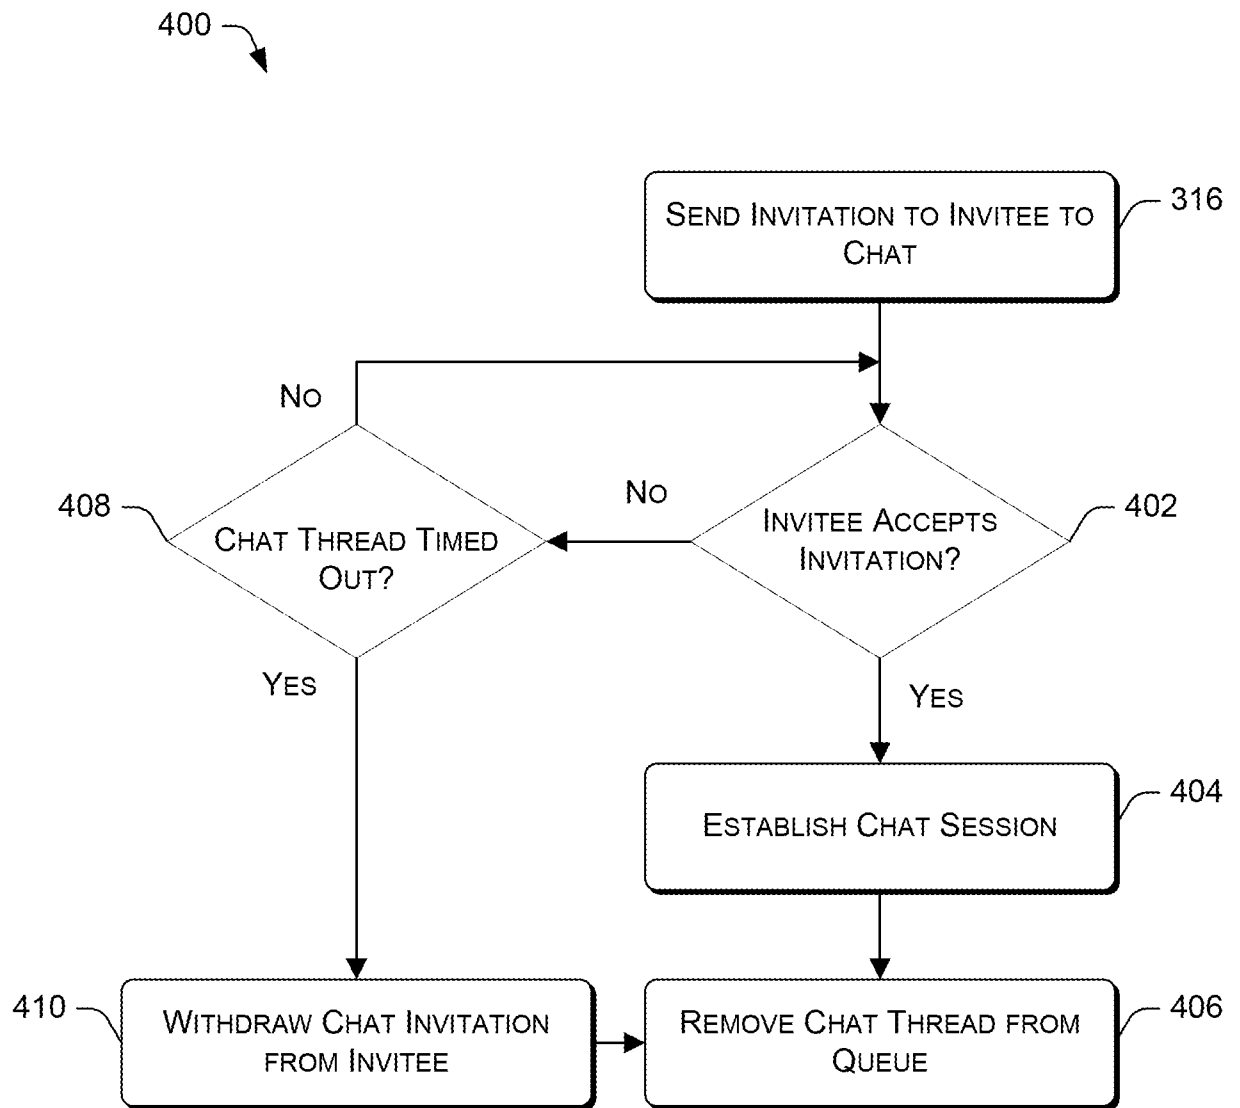 400
SEND INVITATION TO INVITEE TO
CHAT
316
NO
408
CHAT THREAD TIMED
OUT?
NO
INVITEE ACCEPTS
INVITATION?
402
YES
YES
ESTABLISH CHAT SESSION
404
410
WITHDRAW CHAT INVITATION
FROM INVITEE
REMOVE CHAT THREAD FROM
QUEUE
406